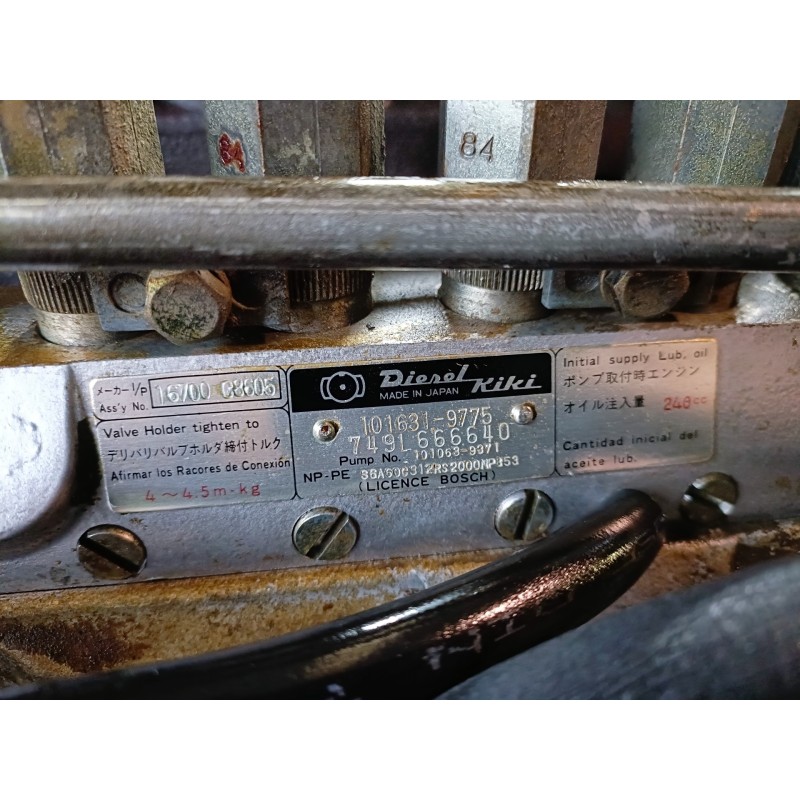 84
メーカーI/P
Ass'y No. 16700 C8605
Valve Holder tighten to
デリバリバルブホルダ締付トルク
Afirmar los Racores de Conexión
4~4.5m-kg
Diesel Kiki
MADE IN JAPAN
101631-9775
749L666640
Pump No. 101063-9371
NP-PE
(LICENCE BOSCH)
Initial supply Lub. oil
ポンプ取付時エンジン
オイル注入量 240cc
Cantidad inicial del
aceite lub.